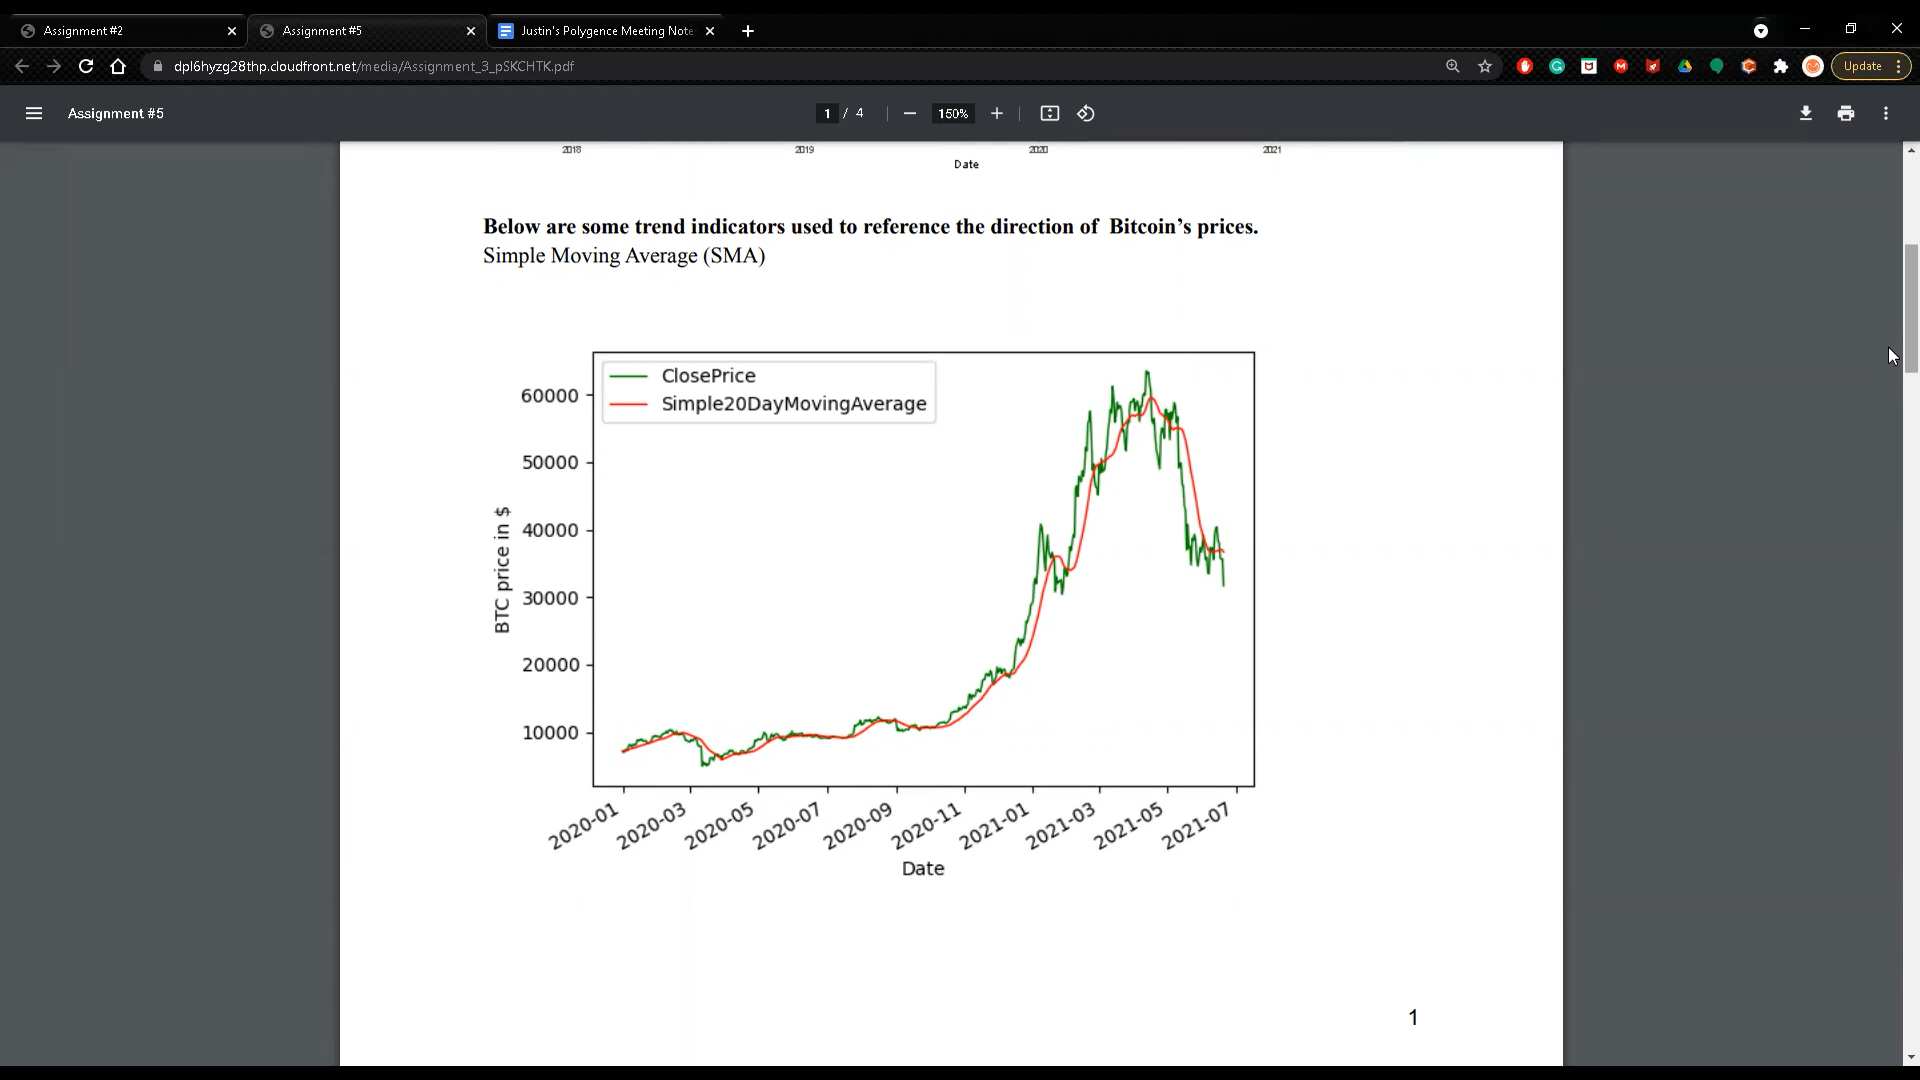 Assignment #2
Assignment #5
Justin's Polygence Meeting Note
dpl6hyzg28thp.cloudfront.net/media/Assignment_3_pSKCHTK.pdf
Update
Assignment #5
1 / 4
150%
2018 2019 2020 2021
Date
Below are some trend indicators used to reference the direction of Bitcoin’s prices.
Simple Moving Average (SMA)
ClosePrice
Simple20DayMovingAverage
60000
50000
40000
30000
20000
10000
BTC price in $
2020-01 2020-03 2020-05 2020-07 2020-09 2020-11 2021-01 2021-03 2021-05 2021-07
Date
1